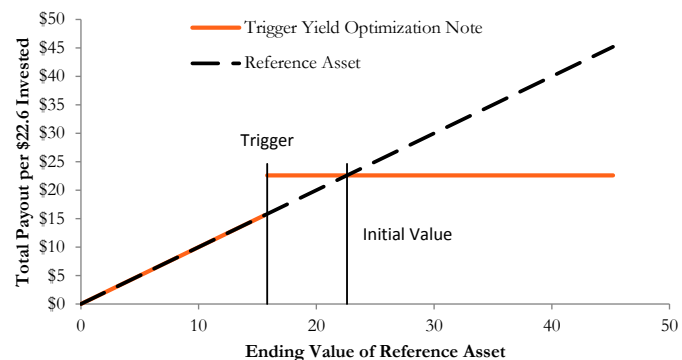 Trigger Yield Optimization Note
Reference Asset
Total Payout per $22.6 Invested
$50
$45
$40
$35
$30
$25
$20
$15
$10
$5
$0
Trigger
Initial Value
0 10 20 30 40 50
Ending Value of Reference Asset